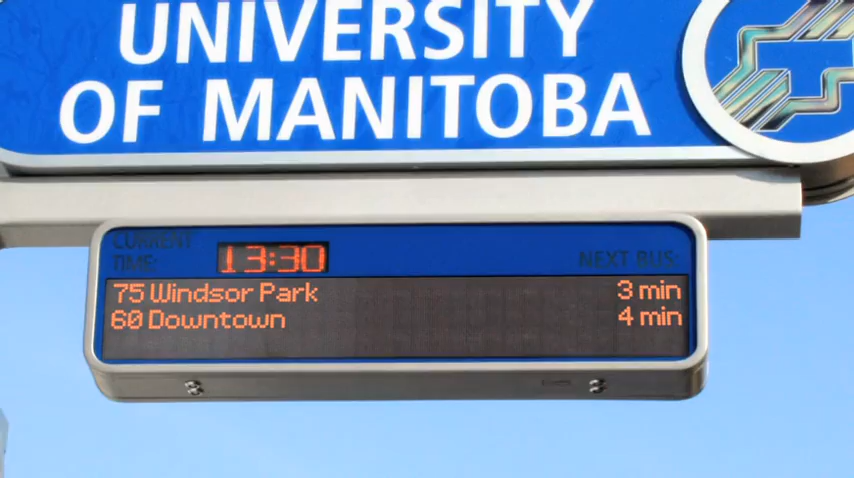 UNIVERSITY
OF MANITOBA
CURRENT
TIME: 13:30 NEXT BUS:
75 Windsor Park 3 min
60 Downtown 4 min